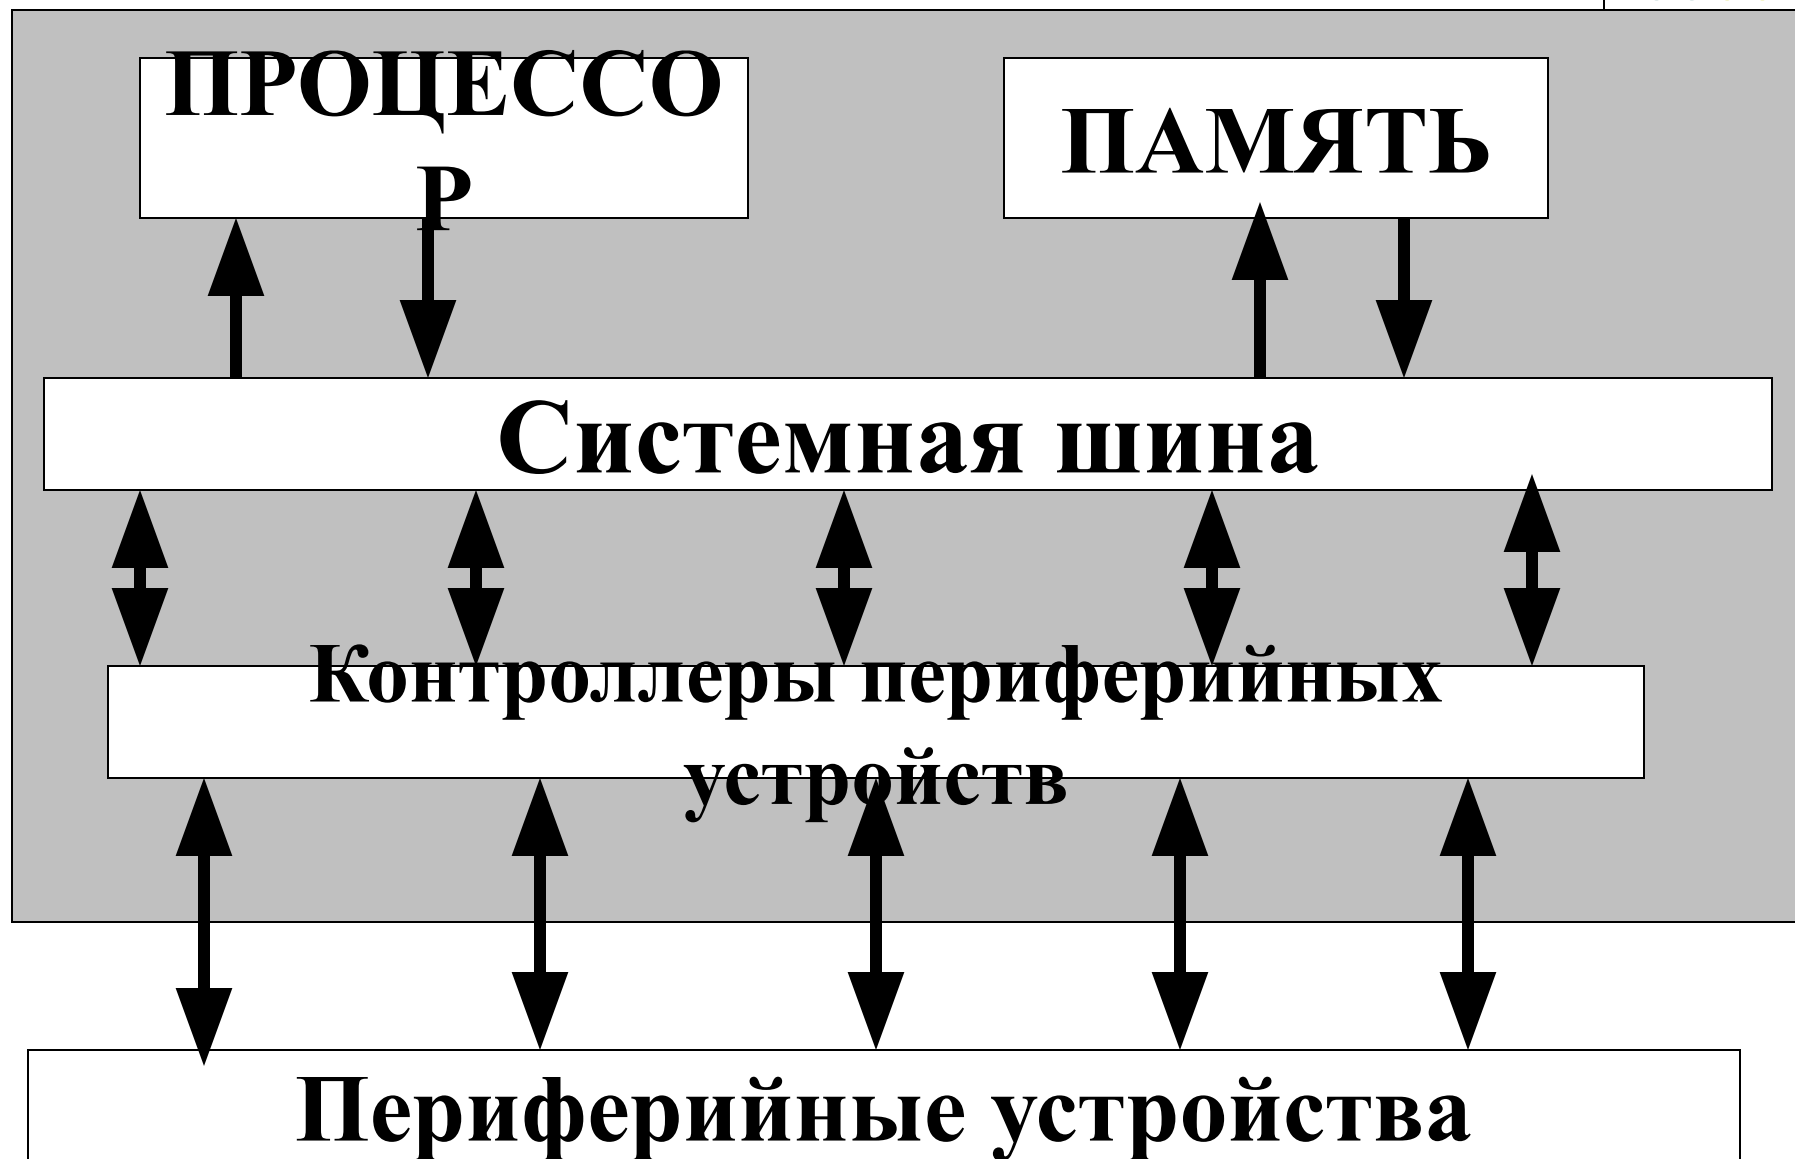 ПРОЦЕССО
Р
ПАМЯТЬ
Системная шина
Контроллеры периферийных
устройств
Периферийные устройства